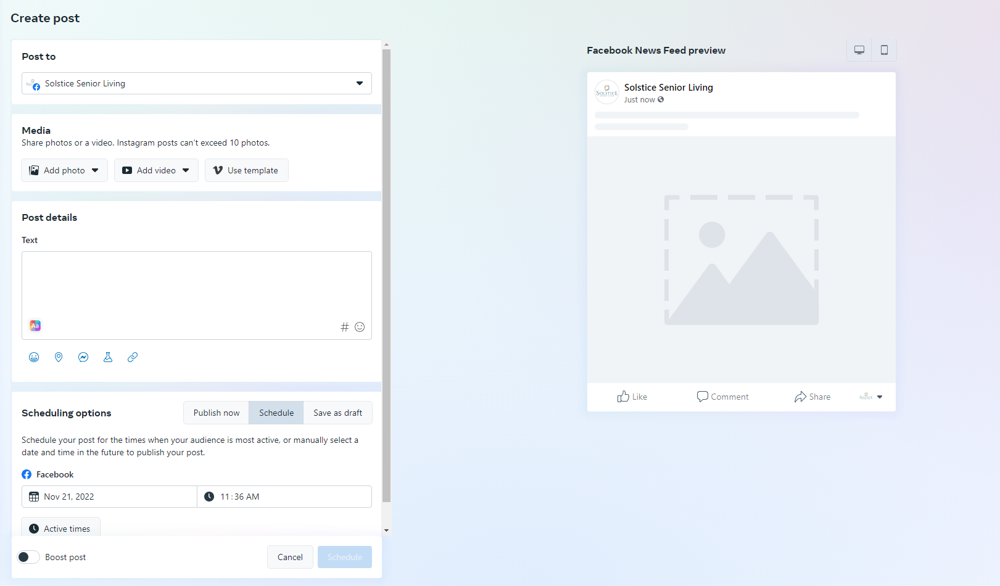 Create post
Post to
Solstice Senior Living
Media
Share photos or a video. Instagram posts can't exceed 10 photos.
Add photo
Add video
Use template
Post details
Text
Aa
#
Scheduling options
Publish now
Schedule
Save as draft
Schedule your post for the times when your audience is most active, or manually select a
date and time in the future to publish your post.
Facebook
Nov 21, 2022
11:36 AM
Active times
Boost post
Cancel
Schedule
Facebook News Feed preview
SOLSTICE
Solstice Senior Living
Just now
Like
Comment
Share